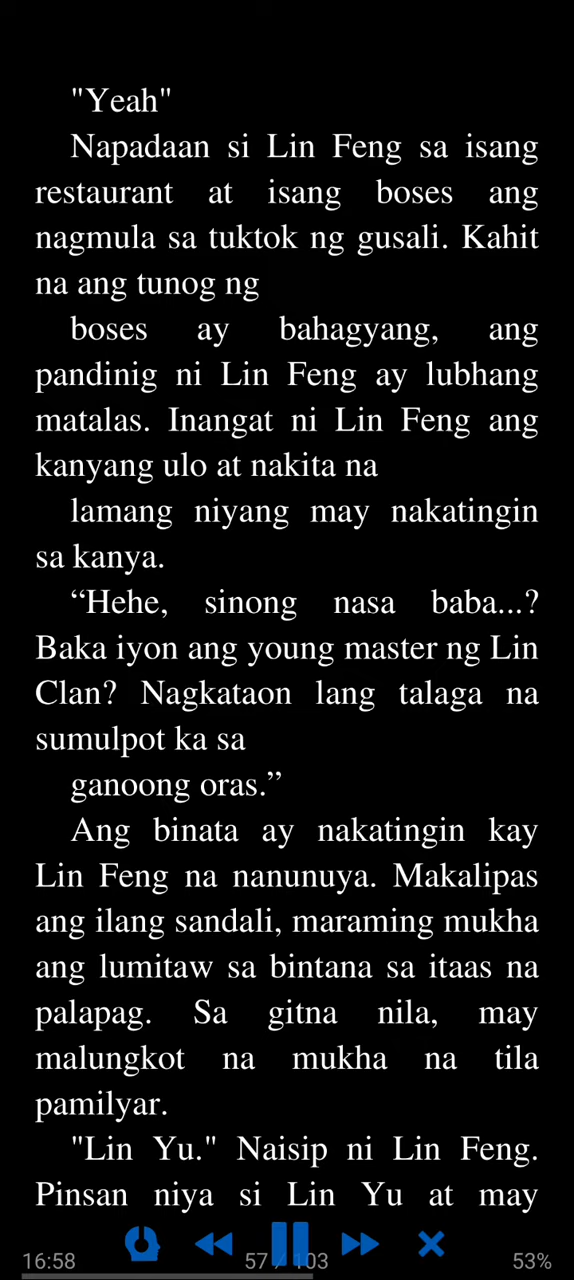 "Yeah"
Napadaan si Lin Feng sa isang
restaurant at isang boses ang
nagmula sa tuktok ng gusali. Kahit
na ang tunog ng
boses ay bahagyang, ang
pandinig ni Lin Feng ay lubhang
matalas. Inangat ni Lin Feng ang
kanyang ulo at nakita na
lamang niyang may nakatingin
sa kanya.
“Hehe, sinong nasa baba...?
Baka iyon ang young master ng Lin
Clan? Nagkataon lang talaga na
sumulpot ka sa
ganoong oras.”
Ang binata ay nakatingin kay
Lin Feng na nanunuya. Makalipas
ang ilang sandali, maraming mukha
ang lumitaw sa bintana sa itaas na
palapag. Sa gitna nila, may
malungkot na mukha na tila
pamilyar.
"Lin Yu." Naisip ni Lin Feng.
Pinsan niya si Lin Yu at may
16:58 57 / 103 53%